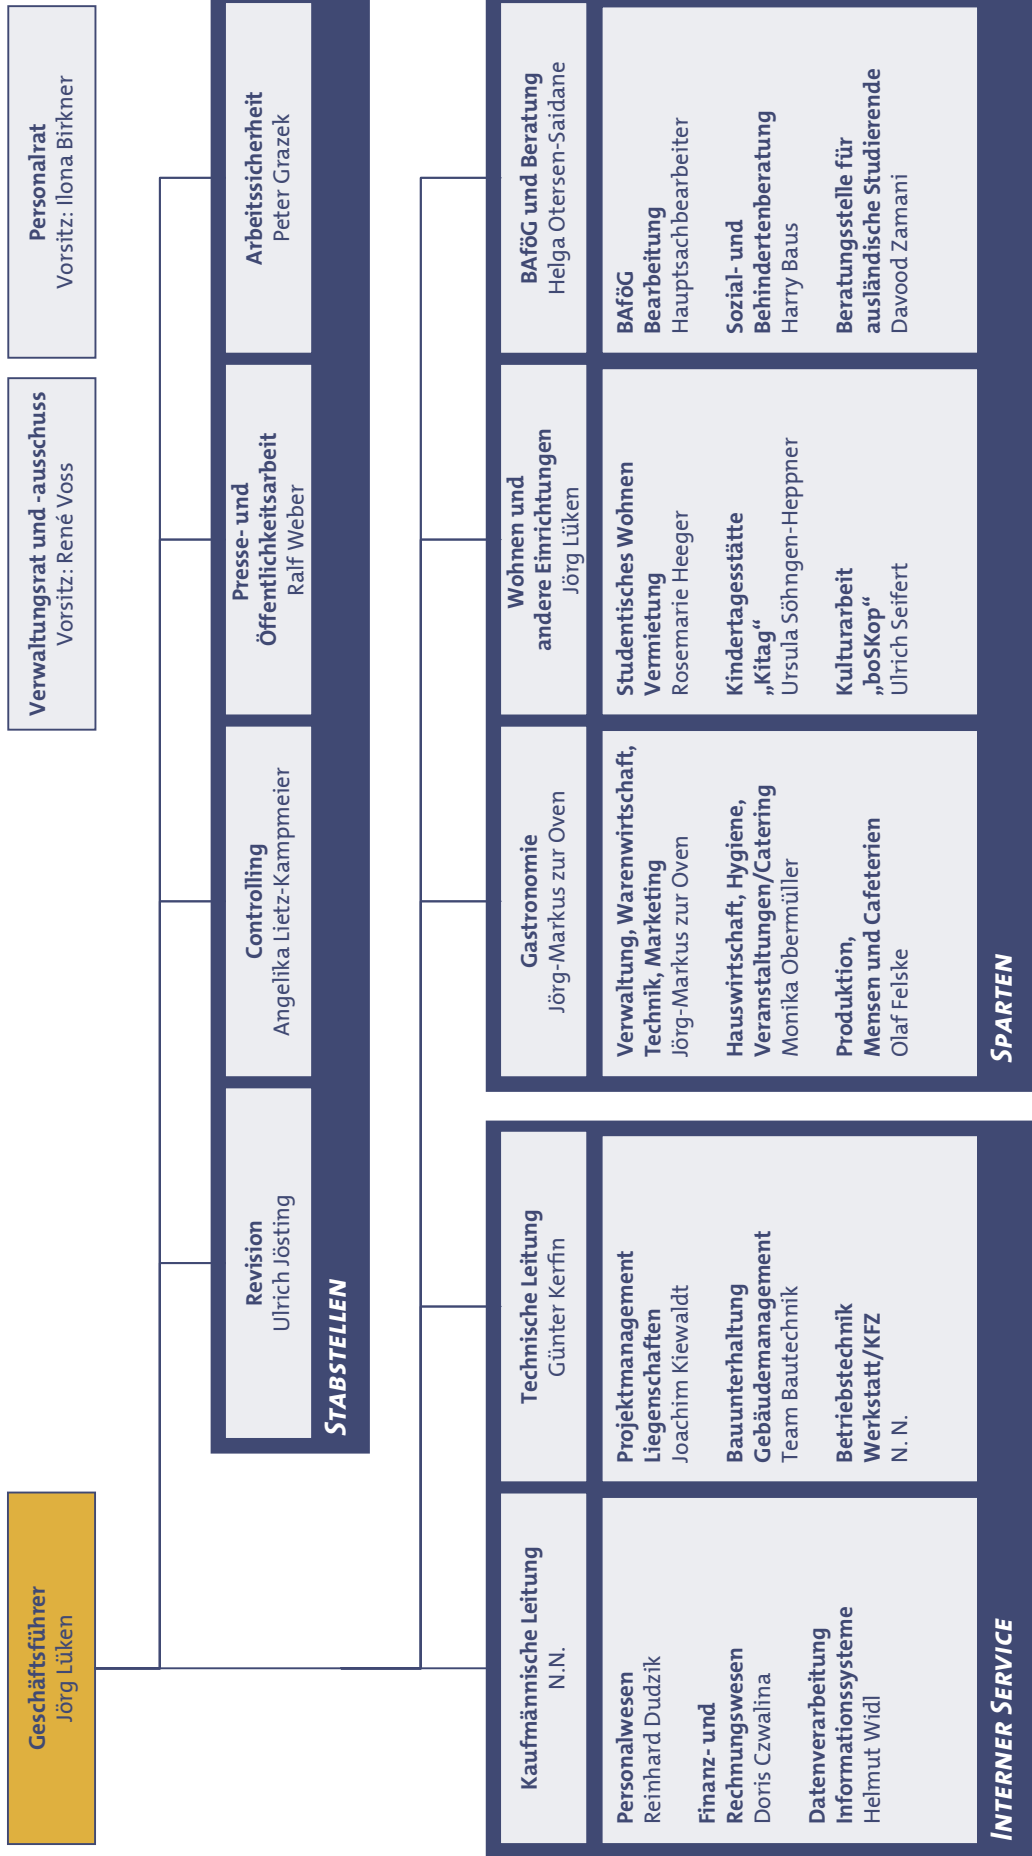 Geschäftsführer
Jörg Lüken
Verwaltungsrat und -ausschuss
Vorsitz: René Voss
Personalrat
Vorsitz: Ilona Birkner
Revision
Ulrich Jösting
Controlling
Angelika Lietz-Kampmeier
Presse- und
Öffentlichkeitsarbeit
Ralf Weber
Arbeitssicherheit
Peter Grazek
STABSTELLEN
Kaufmännische Leitung
N.N.
Technische Leitung
Günter Kerfin
Gastronomie
Jörg-Markus zur Oven
Wohnen und
andere Einrichtungen
Jörg Lüken
BAföG und Beratung
Helga Otersen-Saidane
Personalwesen
Reinhard Dudzik
Finanz- und
Rechnungswesen
Doris Czwalina
Datenverarbeitung
Informationssysteme
Helmut Widl
Projektmanagement
Liegenschaften
Joachim Kiewaldt
Bauunterhaltung
Gebäudemanagement
Team Bautechnik
Betriebstechnik
Werkstatt/KFZ
N. N.
Verwaltung, Warenwirtschaft,
Technik, Marketing
Jörg-Markus zur Oven
Hauswirtschaft, Hygiene,
Veranstaltungen/Catering
Monika Obermüller
Produktion,
Mensen und Cafeterien
Olaf Felske
Studentisches Wohnen
Vermietung
Rosemarie Heeger
Kindertagesstätte
„Kitag“
Ursula Söhngen-Heppner
Kulturarbeit
„boSKop“
Ulrich Seifert
BAföG
Bearbeitung
Hauptsachbearbeiter
Sozial- und
Behindertenberatung
Harry Baus
Beratungsstelle für
ausländische Studierende
Davood Zamani
INTERNER SERVICE
SPARTEN